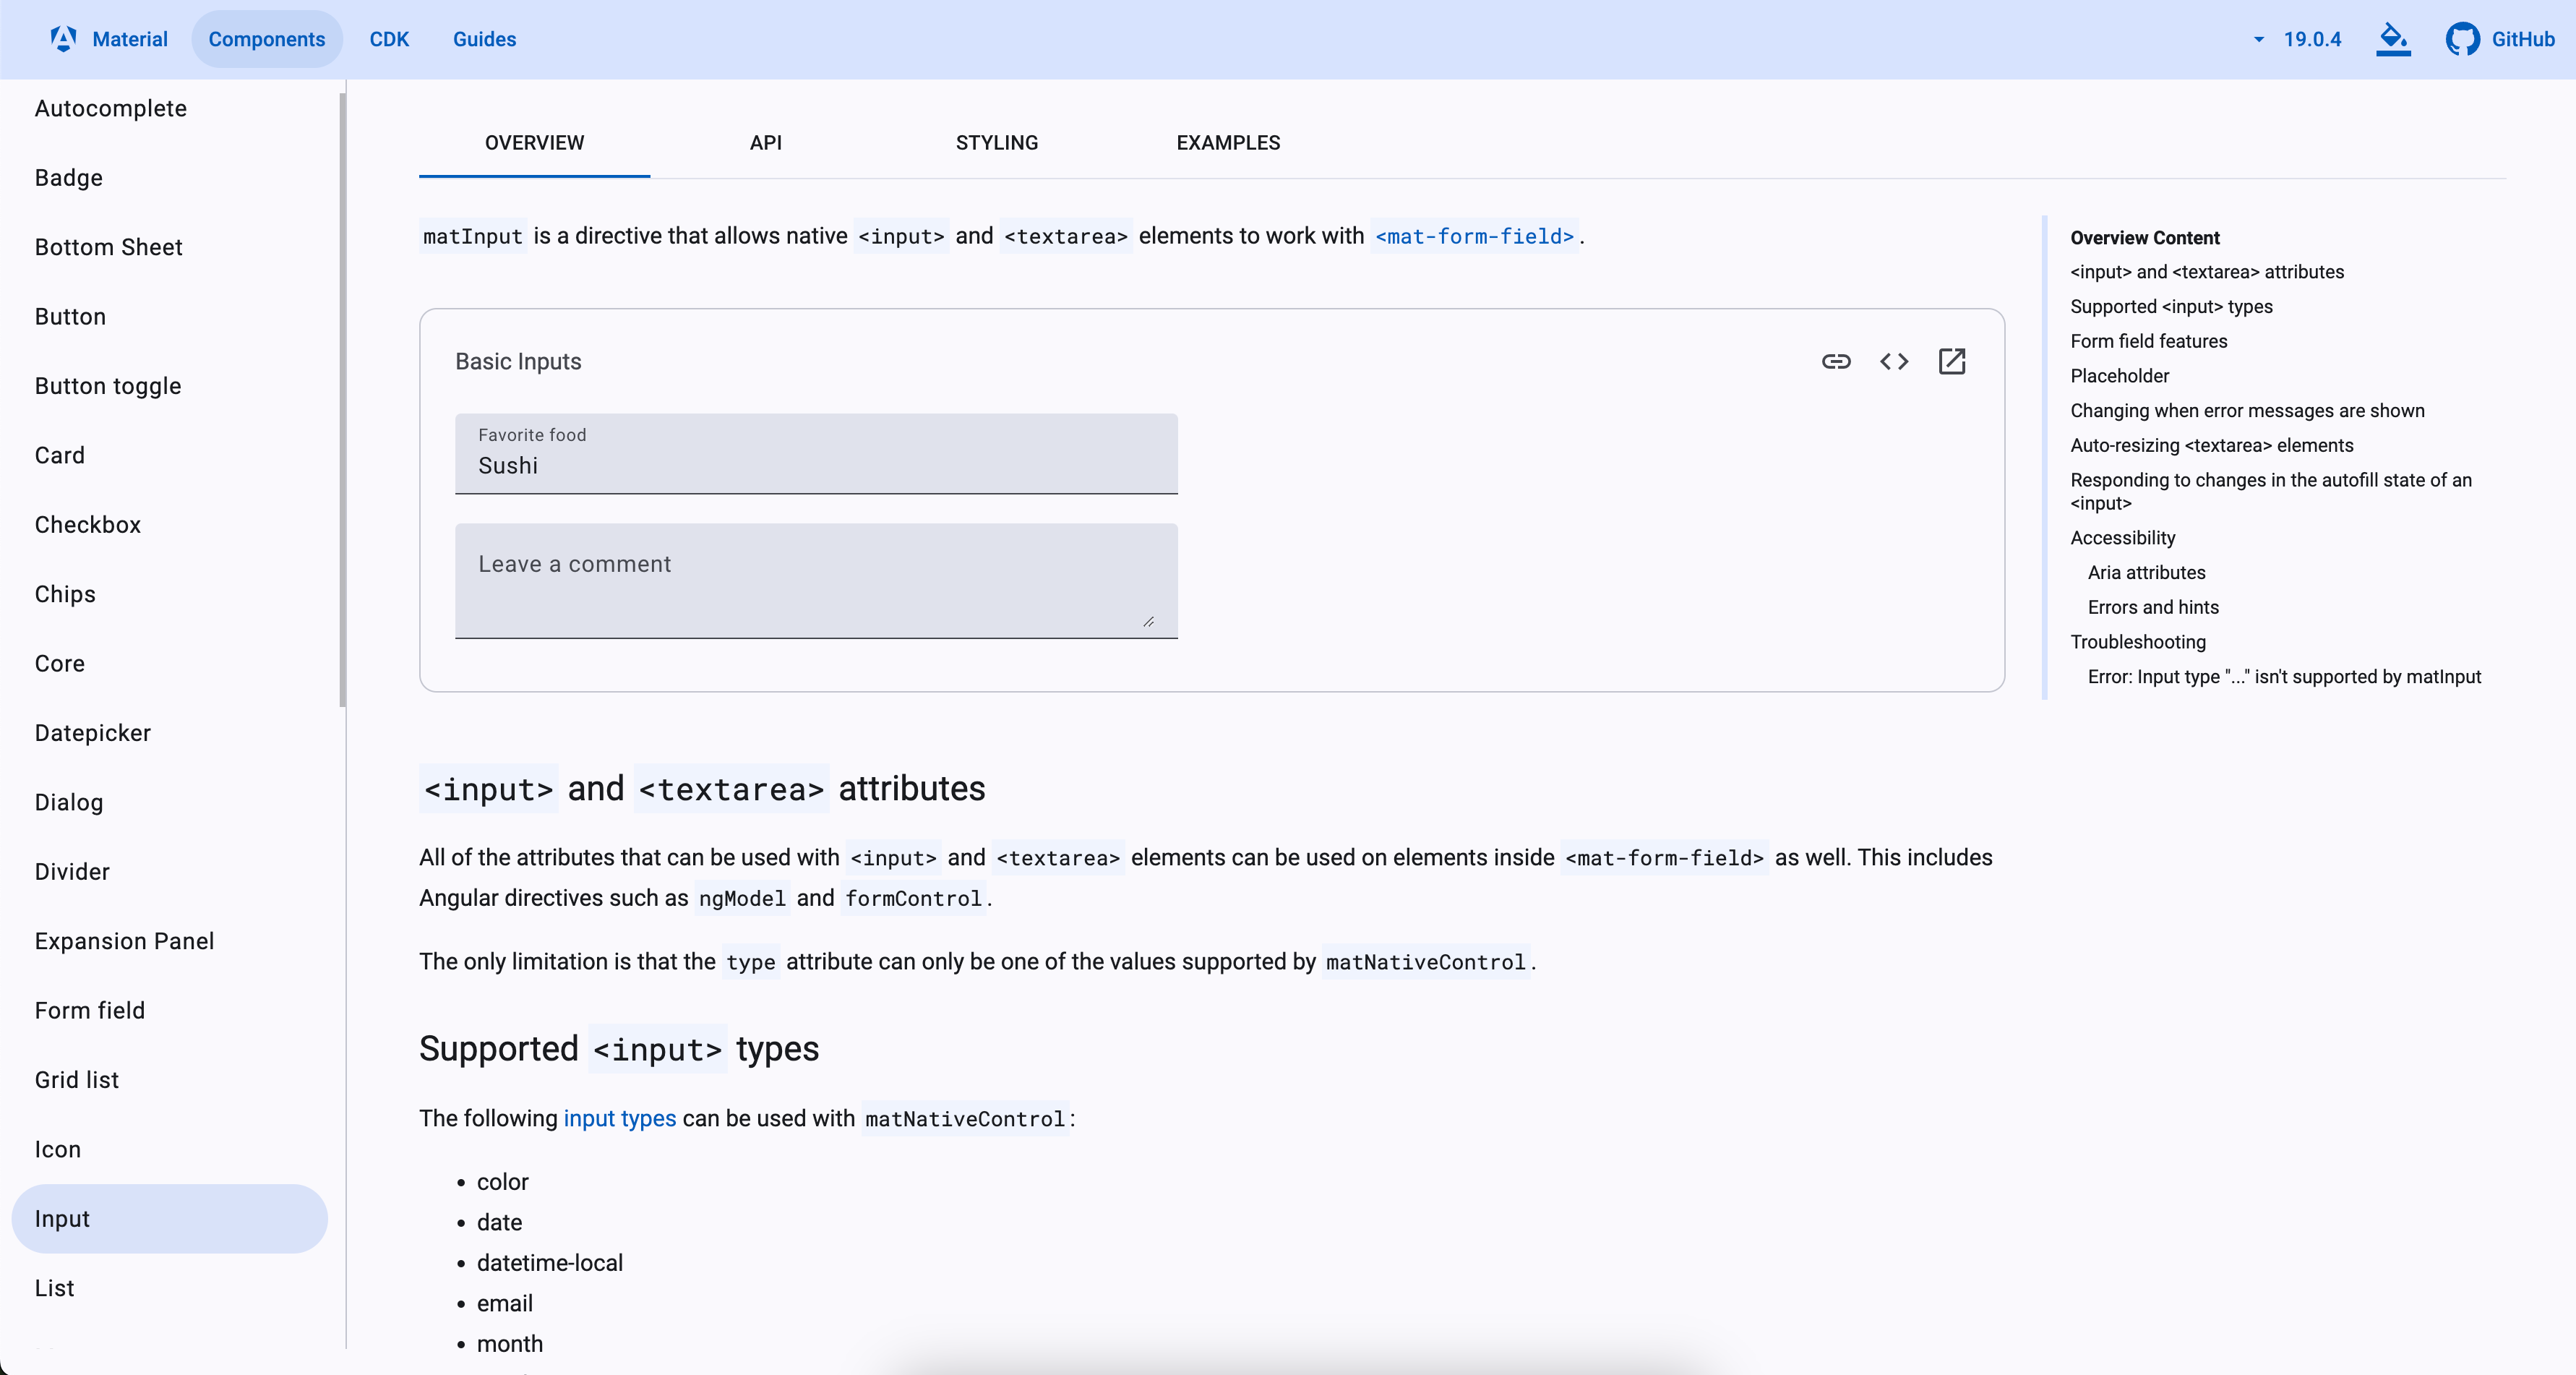 Material
Components
CDK
Guides
19.0.4
GitHub
Autocomplete
Badge
Bottom Sheet
Button
Button toggle
Card
Checkbox
Chips
Core
Datepicker
Dialog
Divider
Expansion Panel
Form field
Grid list
Icon
Input
List
OVERVIEW
API
STYLING
EXAMPLES
matInput is a directive that allows native <input> and <textarea> elements to work with <mat-form-field>.
Basic Inputs
Favorite food
Sushi
Leave a comment
<input> and <textarea> attributes
All of the attributes that can be used with <input> and <textarea> elements can be used on elements inside <mat-form-field> as well. This includes
Angular directives such as ngModel and formControl.
The only limitation is that the type attribute can only be one of the values supported by matNativeControl.
Supported <input> types
The following input types can be used with matNativeControl:
• color
• date
• datetime-local
• email
• month
Overview Content
<input> and <textarea> attributes
Supported <input> types
Form field features
Placeholder
Changing when error messages are shown
Auto-resizing <textarea> elements
Responding to changes in the autofill state of an
<input>
Accessibility
Aria attributes
Errors and hints
Troubleshooting
Error: Input type "..." isn't supported by matInput